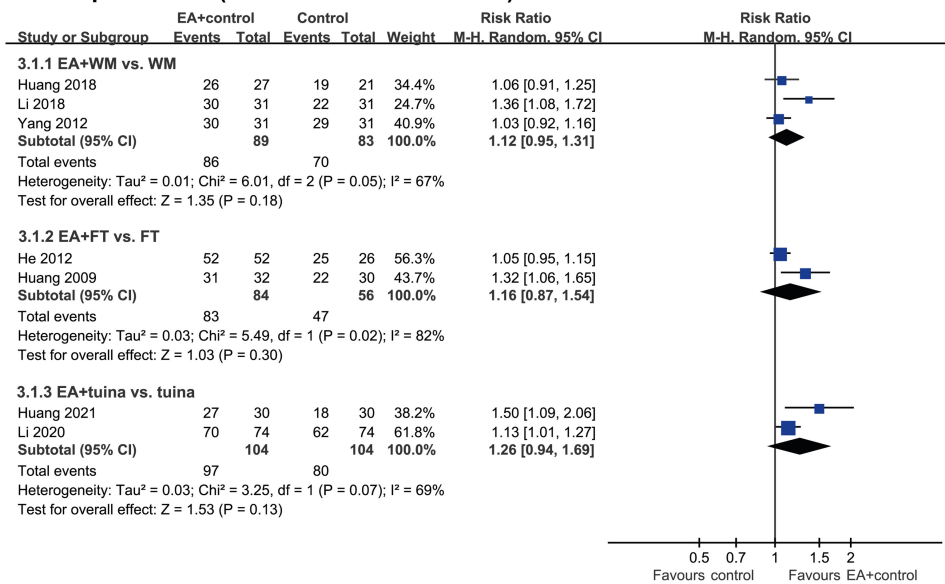 EA+control Control Risk Ratio Risk Ratio
Study or Subgroup Events Total Events Total Weight M-H. Random. 95% CI M-H. Random. 95% CI
3.1.1 EA+WM vs. WM
Huang 2018 26 27 19 21 34.4% 1.06 [0.91, 1.25]
Li 2018 30 31 22 31 24.7% 1.36 [1.08, 1.72]
Yang 2012 30 31 29 31 40.9% 1.03 [0.92, 1.16]
Subtotal (95% CI) 89 83 100.0% 1.12 [0.95, 1.31]
Total events 86 70
Heterogeneity: Tau² = 0.01; Chi² = 6.01, df = 2 (P = 0.05); I² = 67%
Test for overall effect: Z = 1.35 (P = 0.18)
3.1.2 EA+FT vs. FT
He 2012 52 52 25 26 56.3% 1.05 [0.95, 1.15]
Huang 2009 31 32 22 30 43.7% 1.32 [1.06, 1.65]
Subtotal (95% CI) 84 56 100.0% 1.16 [0.87, 1.54]
Total events 83 47
Heterogeneity: Tau² = 0.03; Chi² = 5.49, df = 1 (P = 0.02); I² = 82%
Test for overall effect: Z = 1.03 (P = 0.30)
3.1.3 EA+tuina vs. tuina
Huang 2021 27 30 18 30 38.2% 1.50 [1.09, 2.06]
Li 2020 70 74 62 74 61.8% 1.13 [1.01, 1.27]
Subtotal (95% CI) 104 104 100.0% 1.26 [0.94, 1.69]
Total events 97 80
Heterogeneity: Tau² = 0.03; Chi² = 3.25, df = 1 (P = 0.07); I² = 69%
Test for overall effect: Z = 1.53 (P = 0.13)
0.5 0.7 1 1.5 2
Favours control Favours EA+control